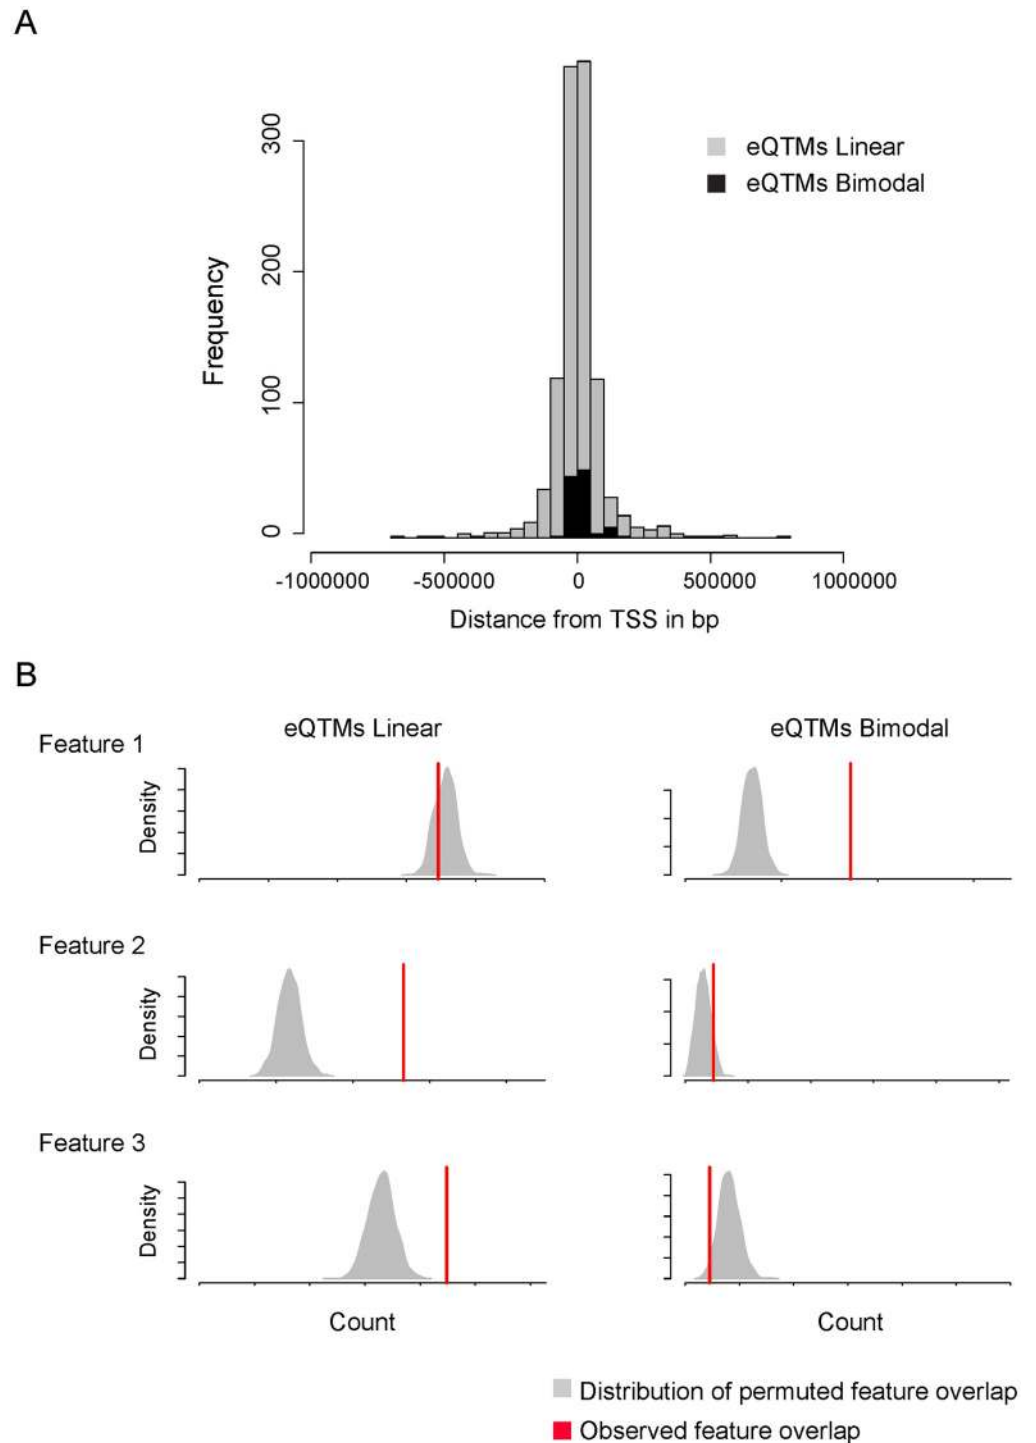 A
eQTMs Linear
eQTMs Bimodal
Frequency
0
100
200
300
-1000000
-500000
0
500000
1000000
Distance from TSS in bp
B
eQTMs Linear
eQTMs Bimodal
Feature 1
Density
Feature 2
Density
Feature 3
Density
Count
Count
Distribution of permuted feature overlap
Observed feature overlap